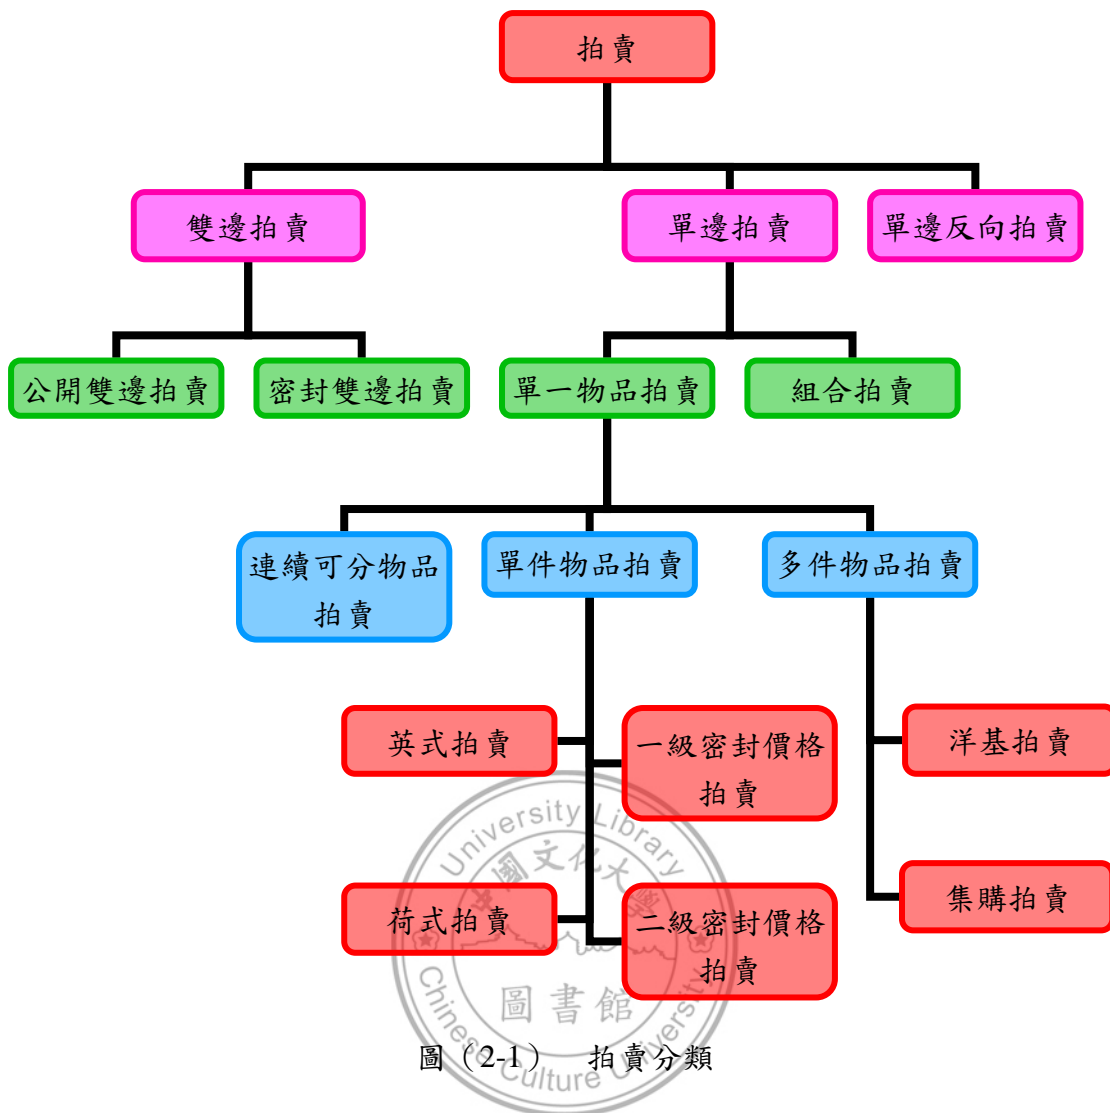 拍賣
雙邊拍賣
單邊拍賣
單邊反向拍賣
公開雙邊拍賣
密封雙邊拍賣
單一物品拍賣
組合拍賣
連續可分物品
拍賣
單件物品拍賣
多件物品拍賣
英式拍賣
一級密封價格
拍賣
洋基拍賣
荷式拍賣
二級密封價格
拍賣
集購拍賣
University Library
中國文化大學
圖書館
Chinese Culture University
圖（2-1） 拍賣分類